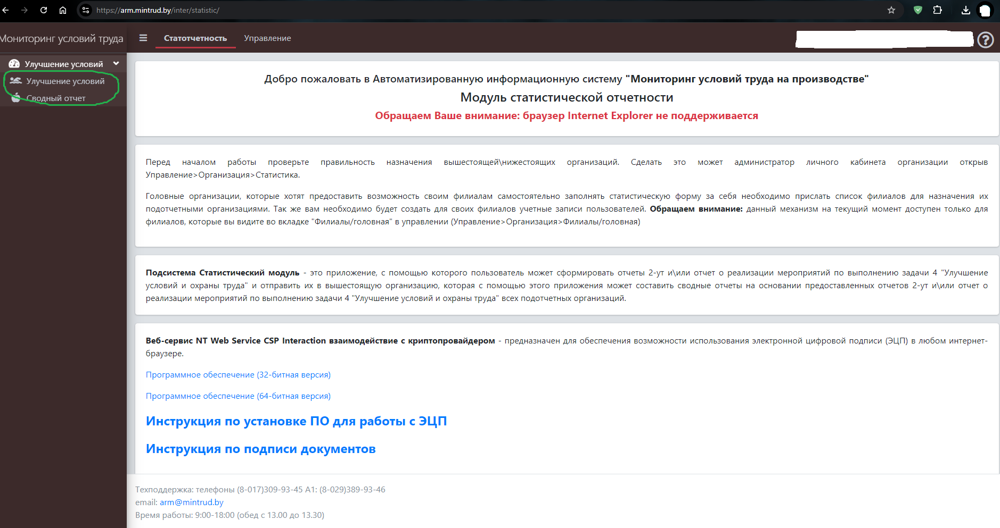 https://arm.mintrud.by/inter/statistic/
Мониторинг условий труда
Статотчетность
Управление
Улучшение условий
Улучшение условий
Сводный отчет
Добро пожаловать в Автоматизированную информационную систему "Мониторинг условий труда на производстве"
Модуль статистической отчетности
Обращаем Ваше внимание: браузер Internet Explorer не поддерживается
Перед началом работы проверьте правильность назначения вышестоящей\нижестоящих организаций. Сделать это может администратор личного кабинета организации открыв
Управление>Организация>Статистика.
Головные организации, которые хотят предоставить возможность своим филиалам самостоятельно заполнять статистическую форму за себя необходимо прислать список филиалов для назначения их
подотчетными организациями. Так же вам необходимо будет создать для своих филиалов учетные записи пользователей. Обращаем внимание: данный механизм на текущий момент доступен только для
филиалов, которые вы видите во вкладке "Филиалы/головная" в управлении (Управление>Организация>Филиалы/головная)
Подсистема Статистический модуль - это приложение, с помощью которого пользователь может сформировать отчеты 2-ут и\или отчет о реализации мероприятий по выполнению задачи 4 "Улучшение
условий и охраны труда" и отправить их в вышестоящую организацию, которая с помощью этого приложения может составить сводные отчеты на основании предоставленных отчетов 2-ут и\или отчет о
реализации мероприятий по выполнению задачи 4 "Улучшение условий и охраны труда" всех подотчетных организаций.
Веб-сервис NT Web Service CSP Interaction взаимодействие с криптопровайдером - предназначен для обеспечения возможности использования электронной цифровой подписи (ЭЦП) в любом интернет-
браузере.
Программное обеспечение (32-битная версия)
Программное обеспечение (64-битная версия)
Инструкция по установке ПО для работы с ЭЦП
Инструкция по подписи документов
Техподдержка: телефоны (8-017)309-93-45 А1: (8-029)389-93-46
email: arm@mintrud.by
Время работы: 9:00-18:00 (обед с 13.00 до 13.30)